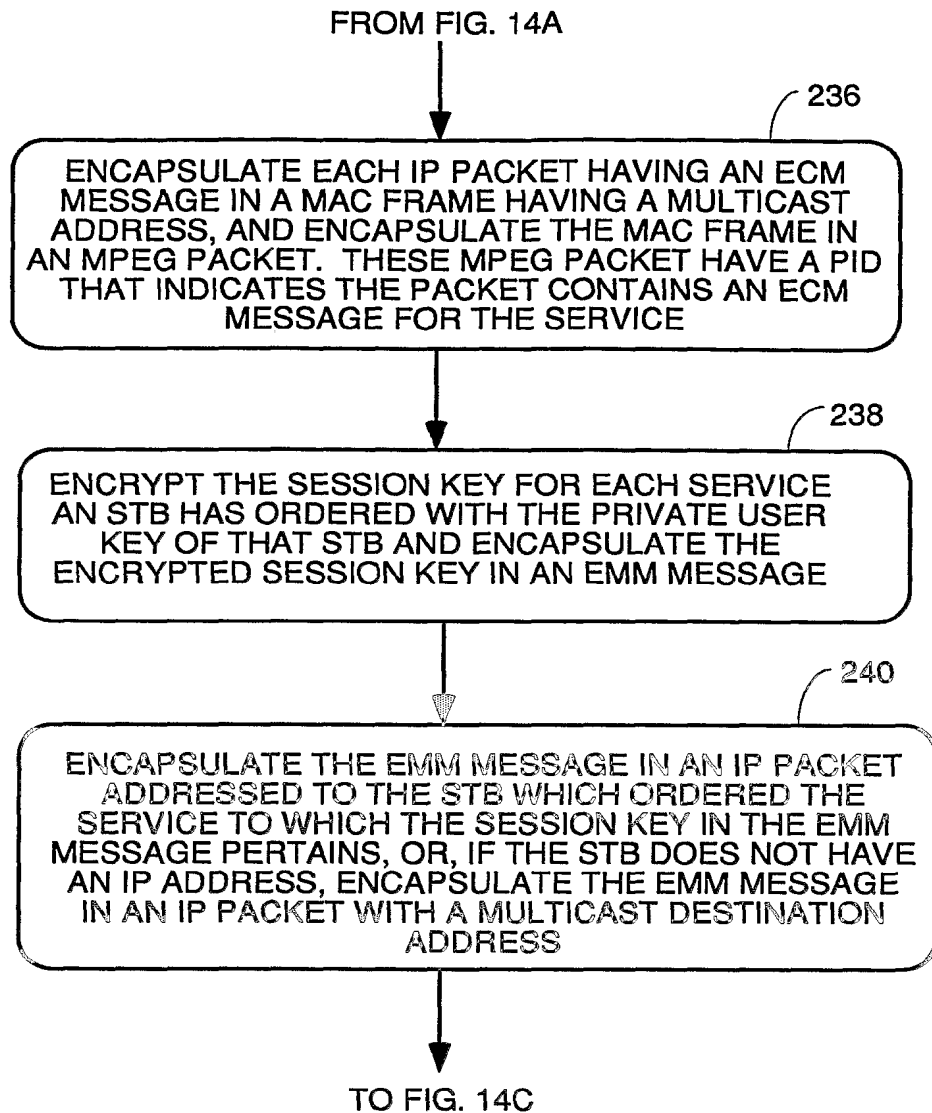 FROM FIG. 14A
236
ENCAPSULATE EACH IP PACKET HAVING AN ECM
MESSAGE IN A MAC FRAME HAVING A MULTICAST
ADDRESS, AND ENCAPSULATE THE MAC FRAME IN
AN MPEG PACKET. THESE MPEG PACKET HAVE A PID
THAT INDICATES THE PACKET CONTAINS AN ECM
MESSAGE FOR THE SERVICE
238
ENCRYPT THE SESSION KEY FOR EACH SERVICE
AN STB HAS ORDERED WITH THE PRIVATE USER
KEY OF THAT STB AND ENCAPSULATE THE
ENCRYPTED SESSION KEY IN AN EMM MESSAGE
240
ENCAPSULATE THE EMM MESSAGE IN AN IP PACKET
ADDRESSED TO THE STB WHICH ORDERED THE
SERVICE TO WHICH THE SESSION KEY IN THE EMM
MESSAGE PERTAINS, OR, IF THE STB DOES NOT HAVE
AN IP ADDRESS, ENCAPSULATE THE EMM MESSAGE
IN AN IP PACKET WITH A MULTICAST DESTINATION
ADDRESS
TO FIG. 14C